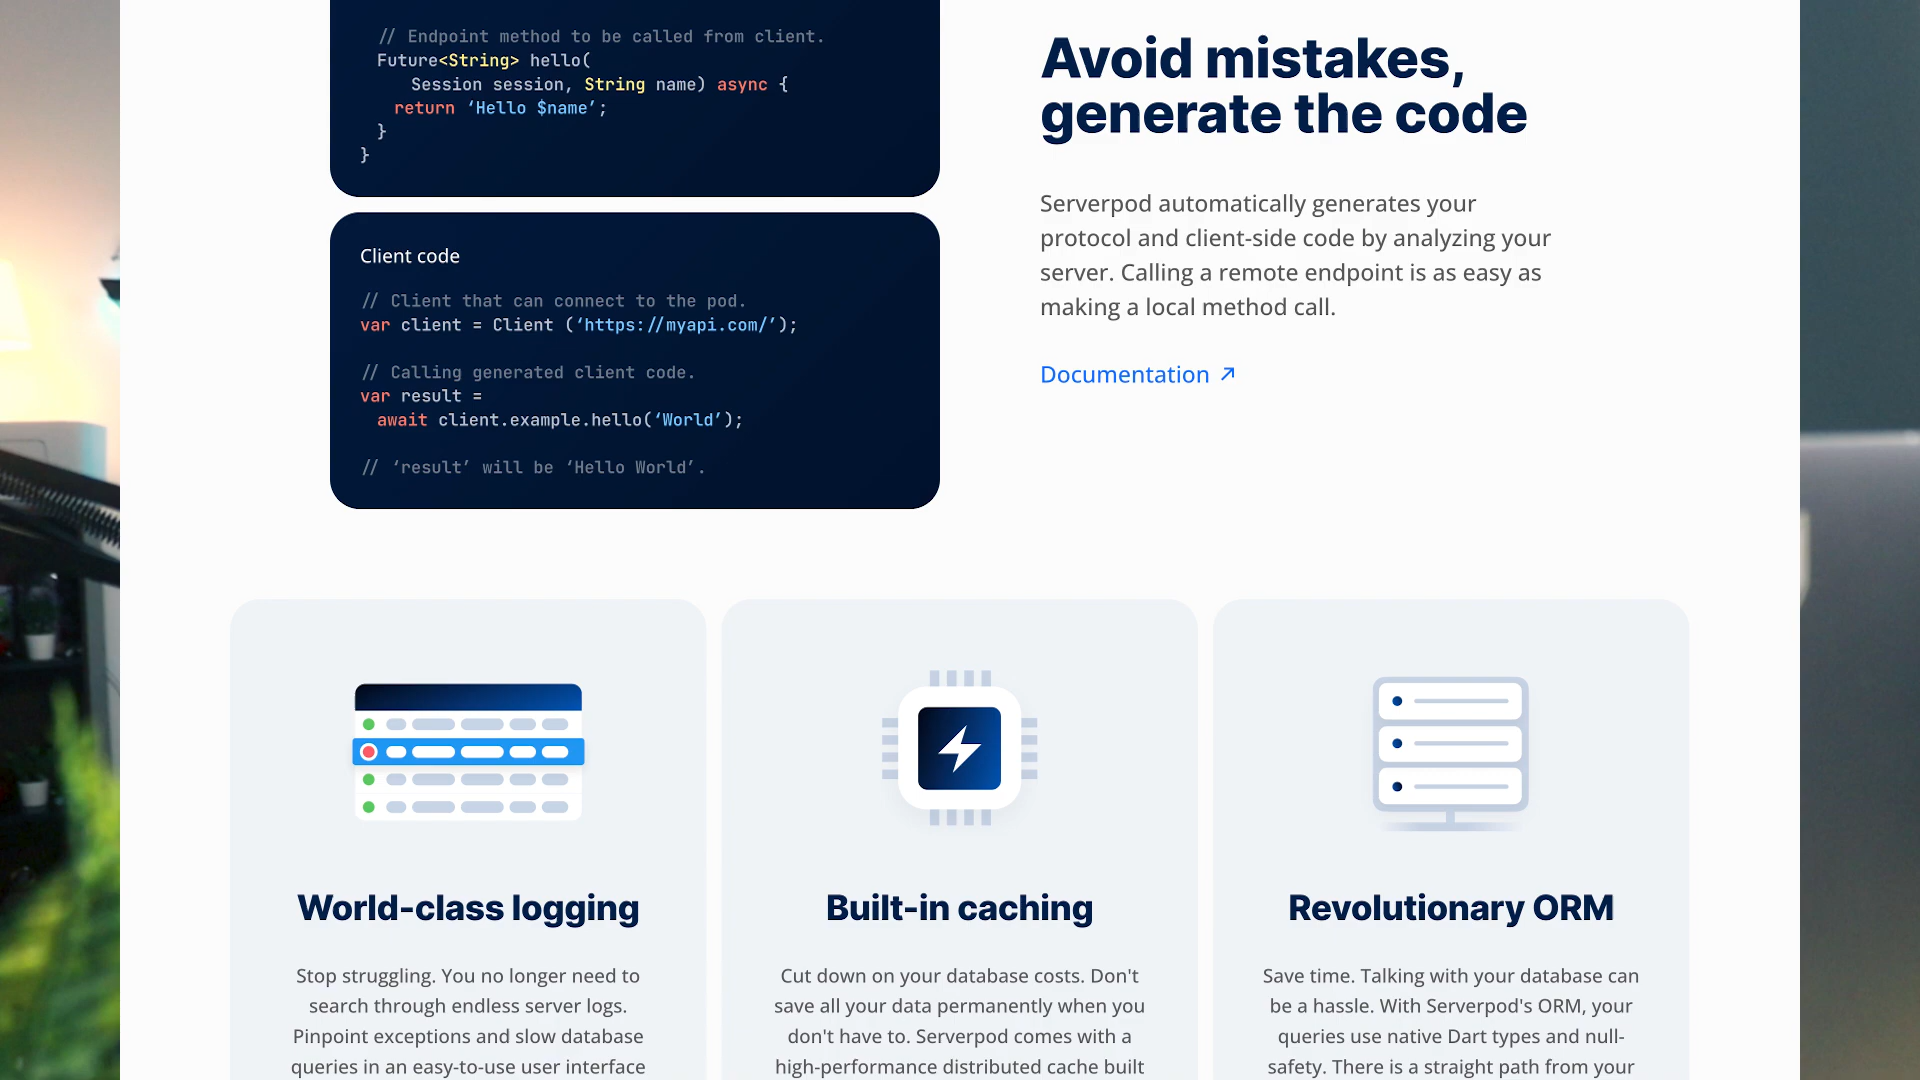 // Endpoint method to be called from client.
Future<String> hello(
Session session, String name) async {
return ‘Hello $name’;
}
}
Client code
// Client that can connect to the pod.
var client = Client (‘https://myapi.com/’);
// Calling generated client code.
var result =
await client.example.hello(‘World’);
// ‘result’ will be ‘Hello World’.
Avoid mistakes,
generate the code
Serverpod automatically generates your
protocol and client-side code by analyzing your
server. Calling a remote endpoint is as easy as
making a local method call.
Documentation ↗
World-class logging
Stop struggling. You no longer need to
search through endless server logs.
Pinpoint exceptions and slow database
queries in an easy-to-use user interface
Built-in caching
Cut down on your database costs. Don't
save all your data permanently when you
don't have to. Serverpod comes with a
high-performance distributed cache built
Revolutionary ORM
Save time. Talking with your database can
be a hassle. With Serverpod's ORM, your
queries use native Dart types and null-
safety. There is a straight path from your